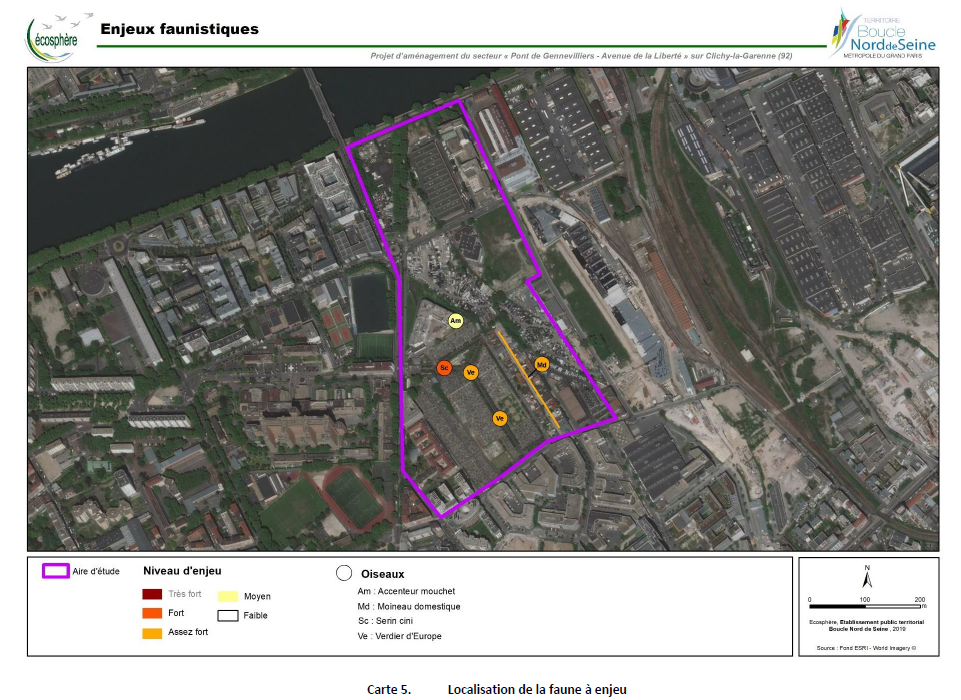 écosphère
Enjeux faunistiques
TERRITOIRE
Boucle
Nord de Seine
MÉTROPOLE DU GRAND PARIS
Projet d'aménagement du secteur « Pont de Gennevilliers - Avenue de la Liberté » sur Clichy-la-Garenne (92)
Am
Sc
Ve
Md
Ve
Aire d'étude
Niveau d'enjeu
Très fort
Fort
Assez fort
Moyen
Faible
Oiseaux
Am : Accenteur mouchet
Md : Moineau domestique
Sc : Serin cini
Ve : Verdier d'Europe
N
0 100 200
m
Ecosphère, Établissement public territorial
Boucle Nord de Seine , 2019
Source : Fond ESRI - World Imagery ©
Carte 5. Localisation de la faune à enjeu